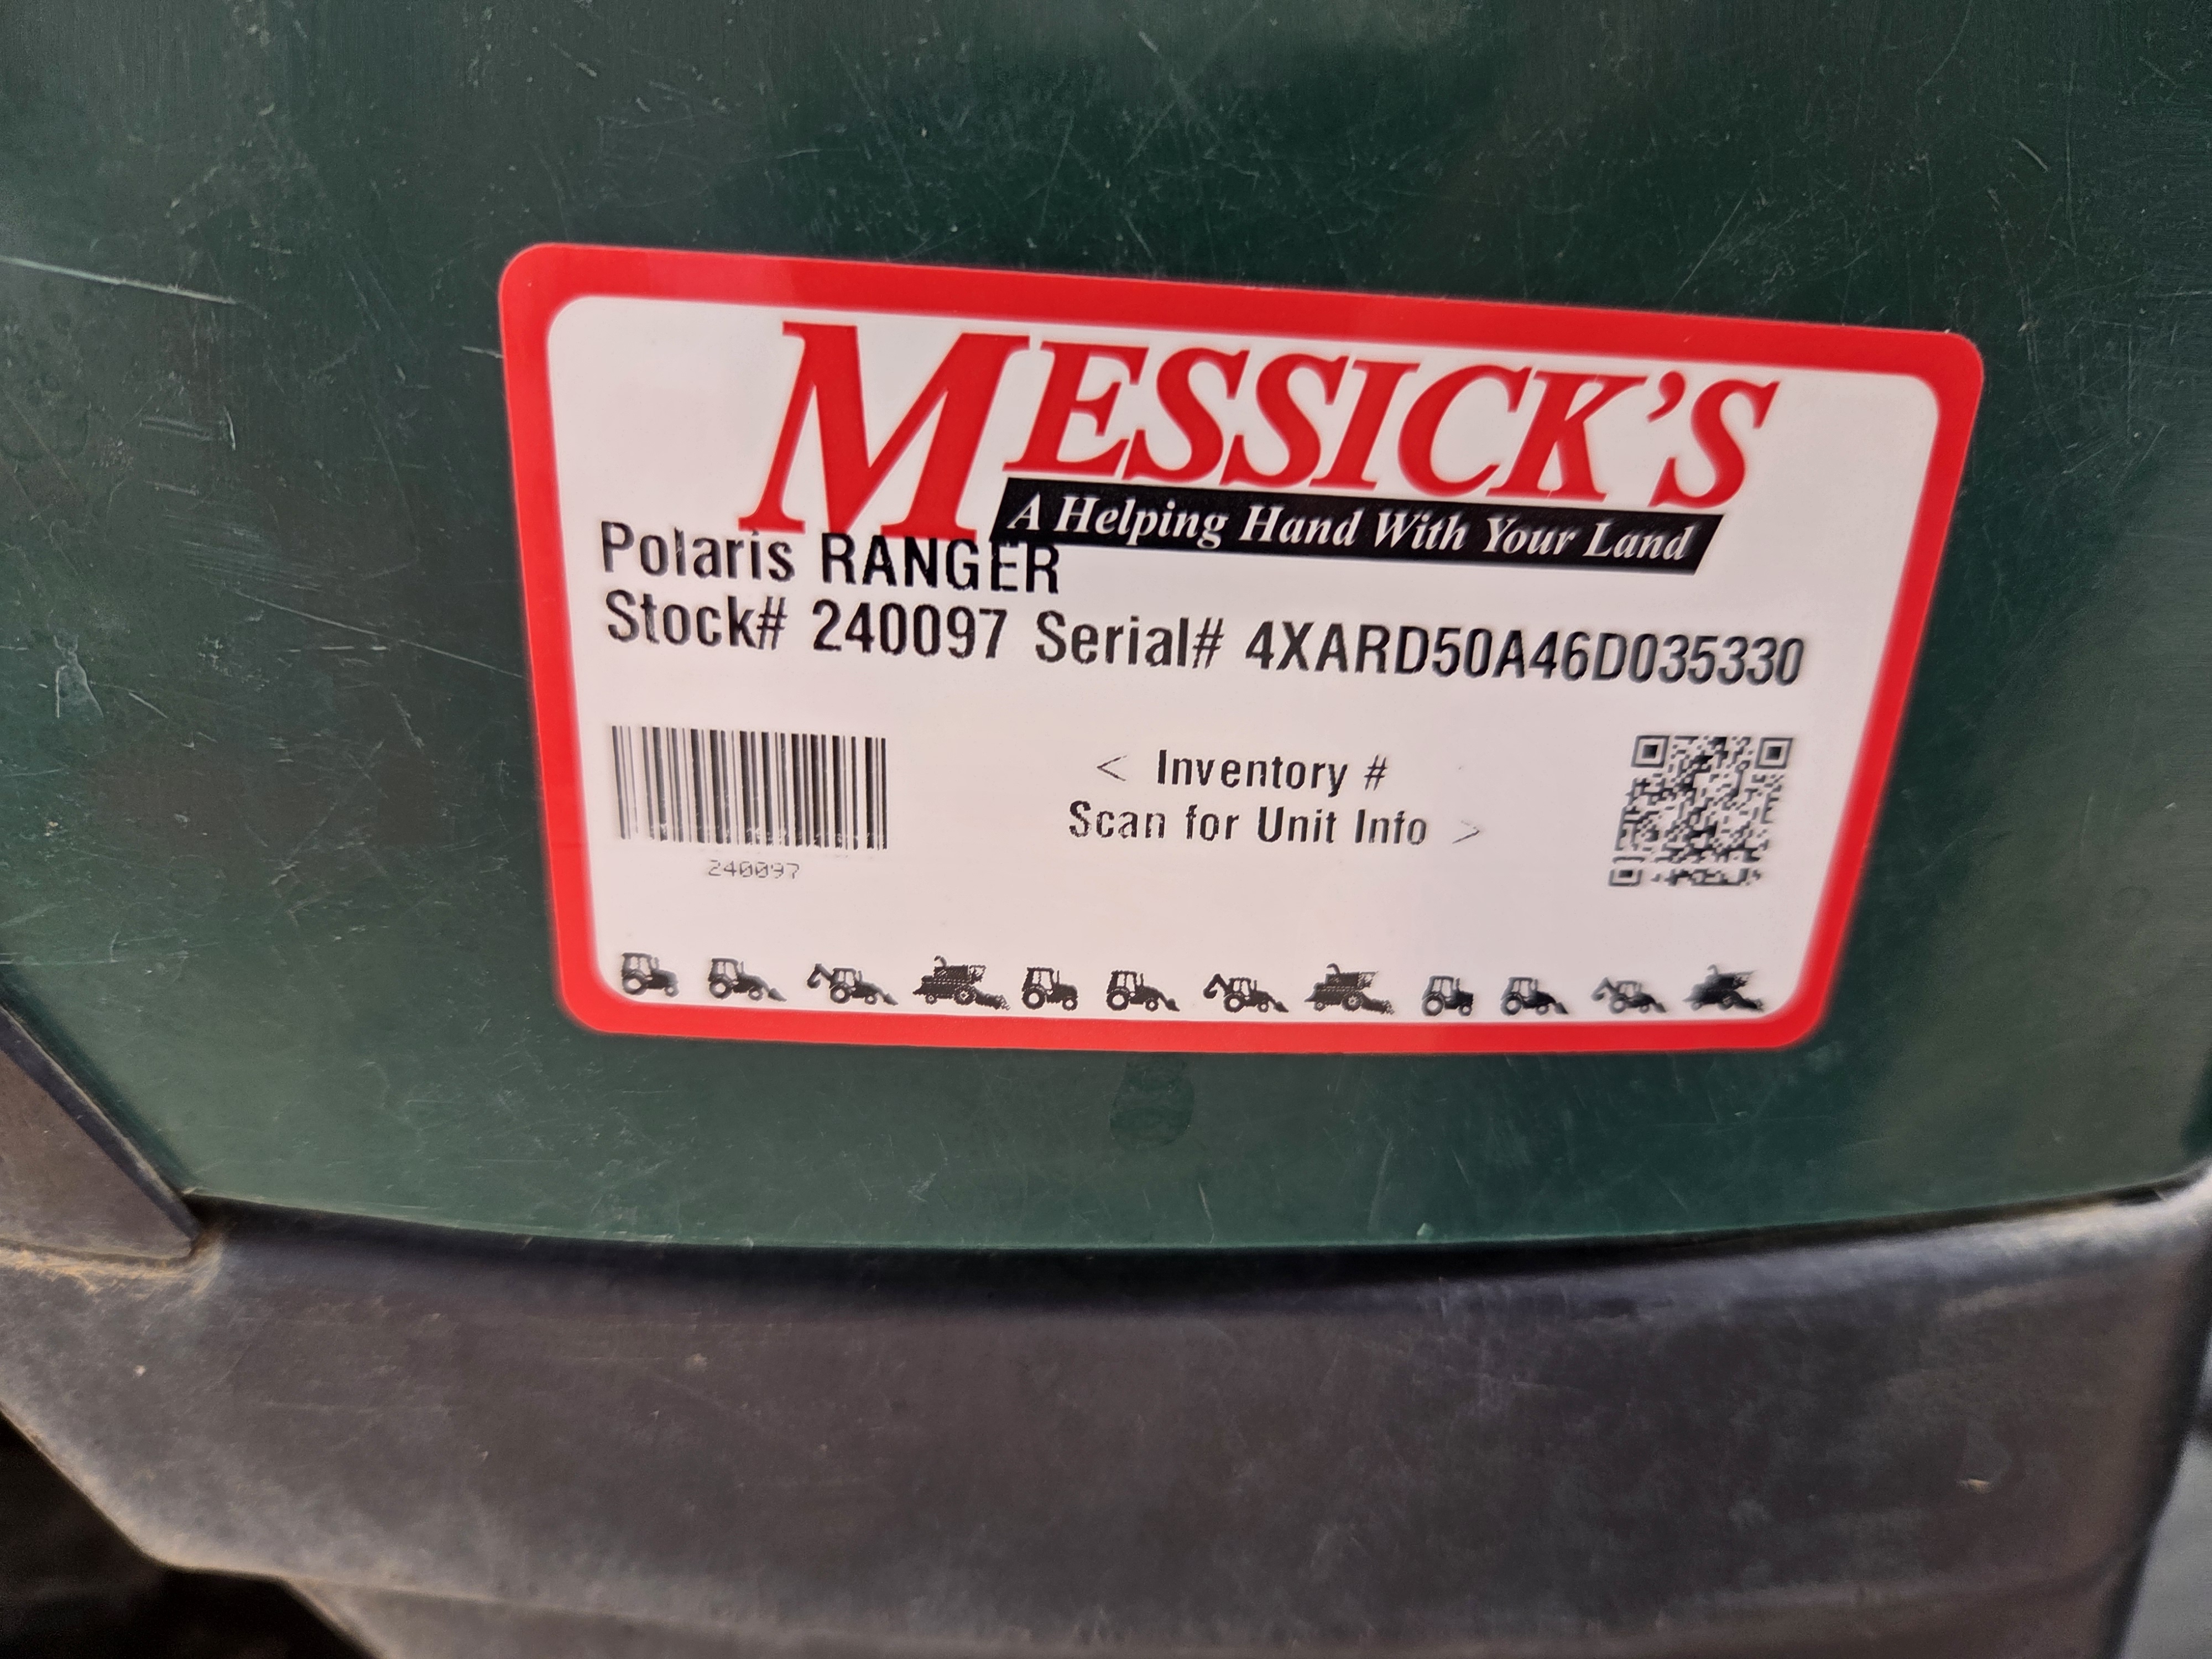 MESSICK'S
A Helping Hand With Your Land
Polaris RANGER
Stock# 240097 Serial# 4XARD50A46D035330
< Inventory #
Scan for Unit Info >
240097